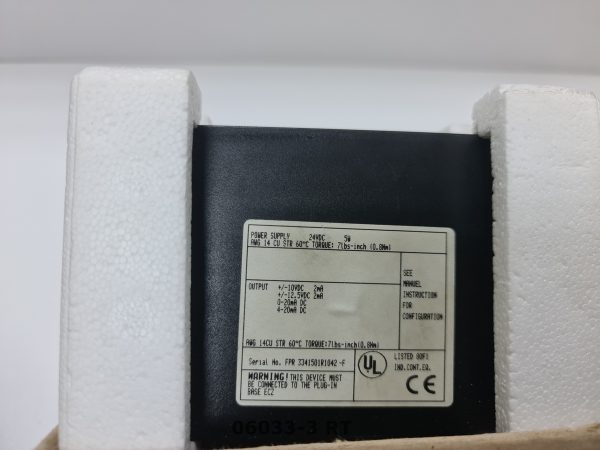 POWER SUPPLY 24VDC 5W
AWG 14 CU STR 60°C TORQUE: 7lbs-inch (0.8Nm)
OUTPUT +/-10VDC 2mA
+/-12.5VDC 2mA
0-20mA DC
4-20mA DC
SEE
MANUEL
INSTRUCTION
FOR
CONFIGURATION
AWG 14CU STR 60°C TORQUE:7lbs-inch(0.8Nm)
Serial No. FPR 3341501R1042 -F
WARNING! THIS DEVICE MUST
BE CONNECTED TO THE PLUG-IN
BASE EC2
UL
LISTED 80F1
IND.CONT.EQ.
CE
06033-3 RT